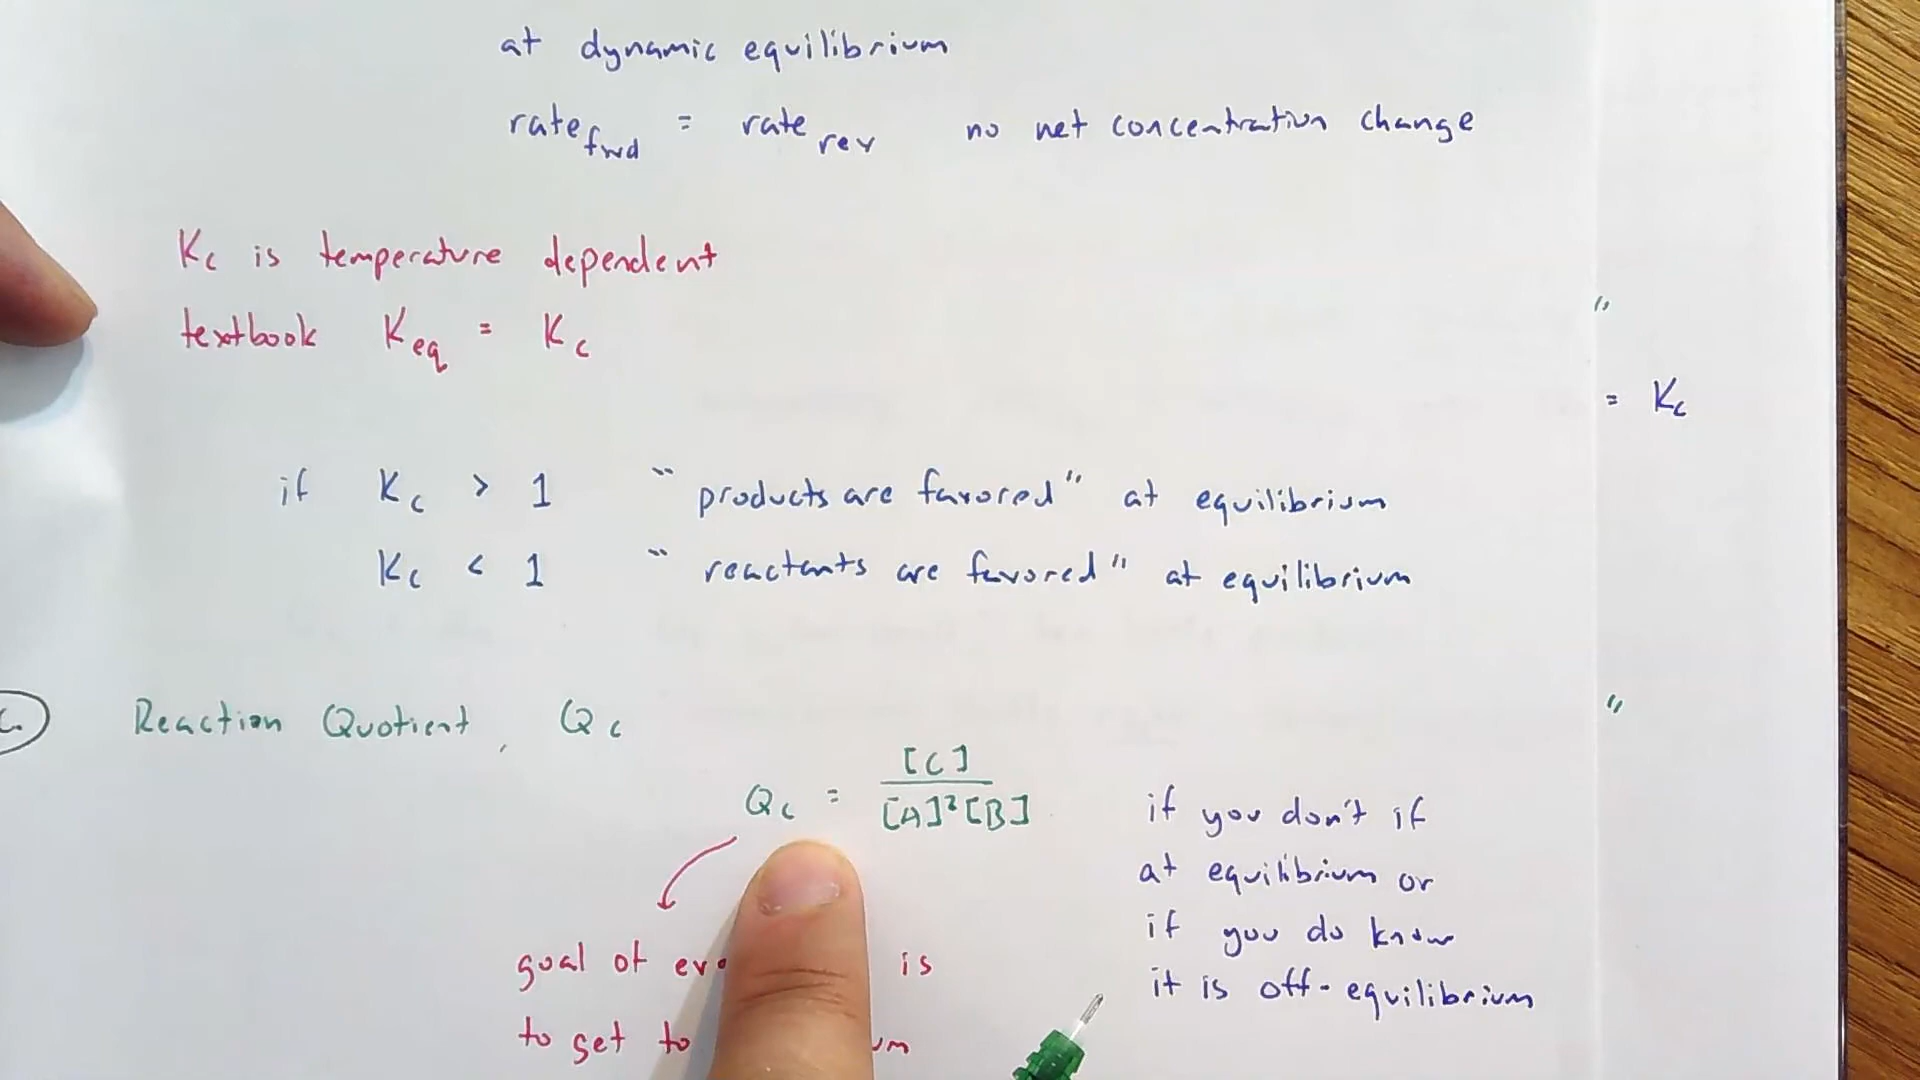 at dynamic equilibrium
rate fwd = rate rev no net concentration change
Kc is temperature dependent
textbook Keq = Kc
"
= Kc
if Kc > 1 "products are favored" at equilibrium
Kc < 1 "reactants are favored" at equilibrium
Reaction Quotient, Qc
"
Qc = [C] / [A]²[B]
if you don't if
at equilibrium or
if you do know
it is off-equilibrium
goal of is
to get to